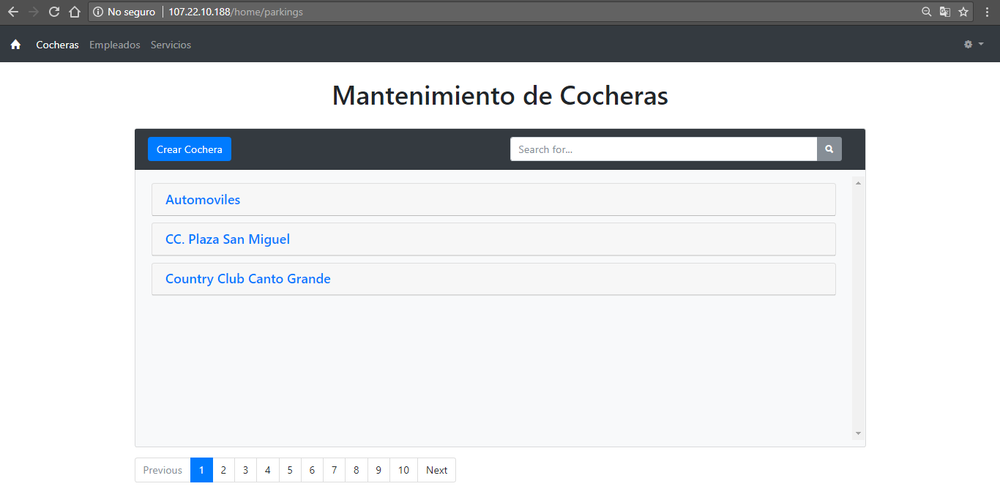 No seguro 107.22.10.188/home/parkings
Cocheras Empleados Servicios
Mantenimiento de Cocheras
Crear Cochera Search for...
Automoviles
CC. Plaza San Miguel
Country Club Canto Grande
Previous 1 2 3 4 5 6 7 8 9 10 Next